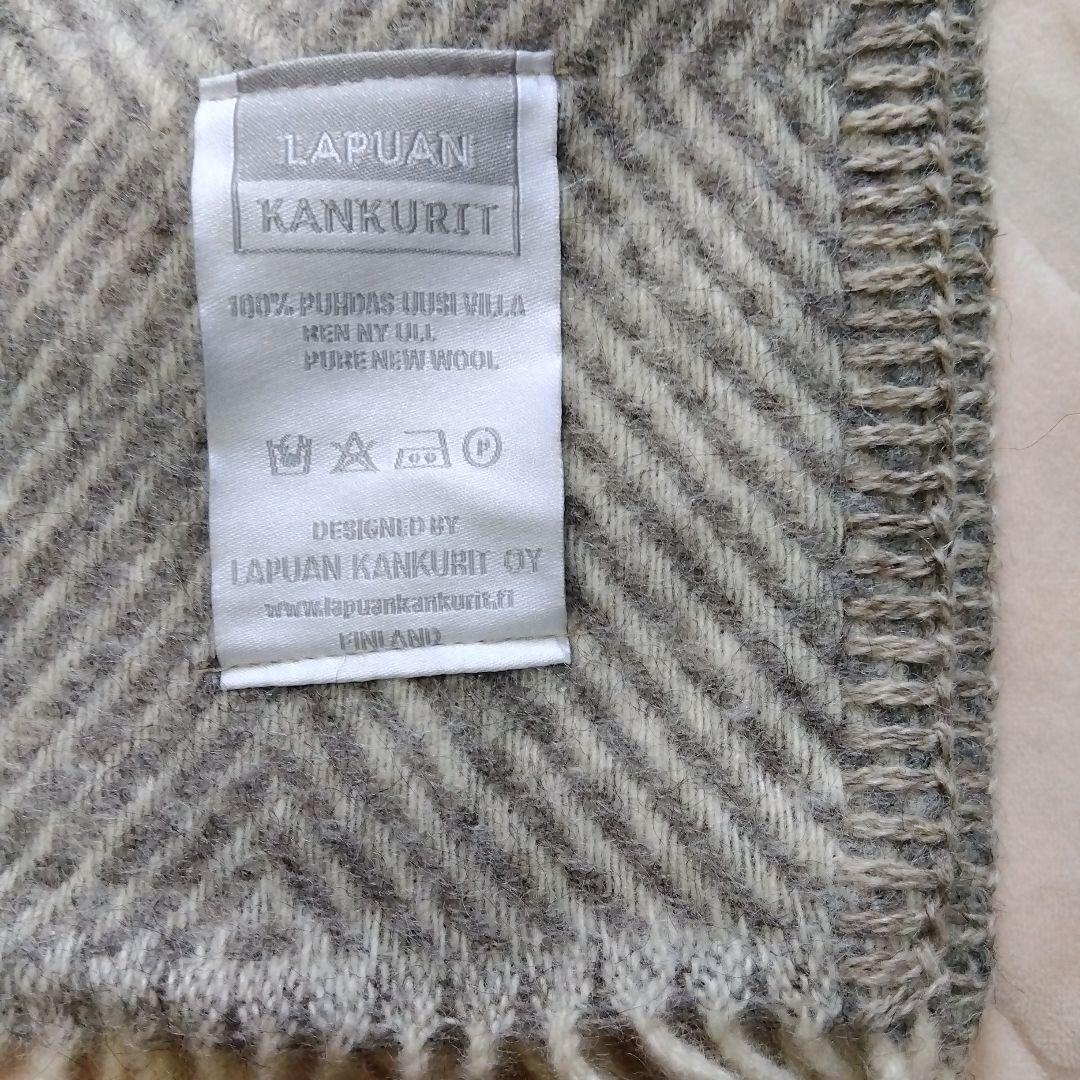 LAPUAN
KANKURIT
100% PUHDAS UUSI VILLA
REN NY ULL
PURE NEW WOOL
P
DESIGNED BY
LAPUAN KANKURIT OY
www.lapuankankurit.fi
FINLAND